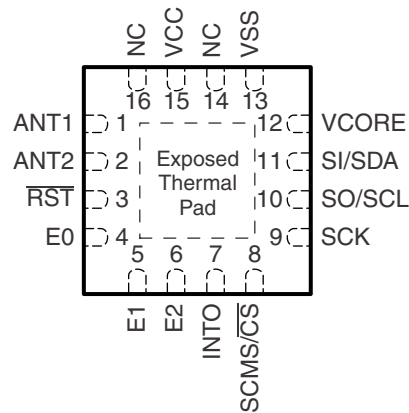 NC VCC NC VSS
16 15 14 13
ANT1 1 12 VCORE
ANT2 2 Exposed 11 SI/SDA
Thermal
RST 3 Pad 10 SO/SCL
E0 4 9 SCK
5 6 7 8
E1 E2 INTO SCMS/CS